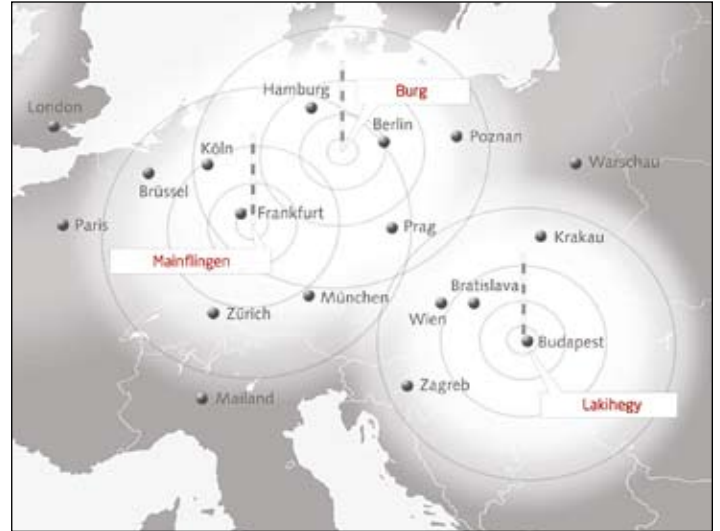 Hamburg
Burg
London
Berlin
Poznan
Köln
Warschau
Brüssel
Frankfurt
Paris
Prag
Krakau
Mainflingen
München
Bratislava
Zürich
Wien
Budapest
Zagreb
Mailand
Lakihegy